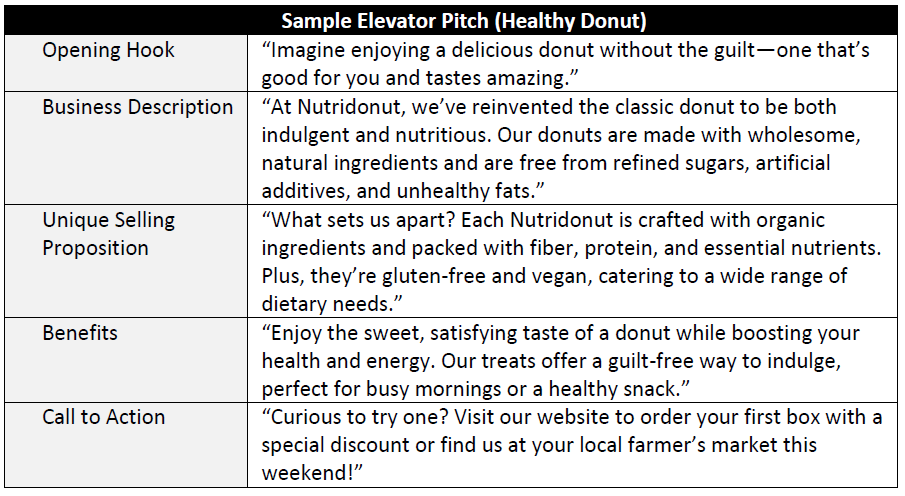 Sample Elevator Pitch (Healthy Donut)
Opening Hook
“Imagine enjoying a delicious donut without the guilt—one that’s
good for you and tastes amazing.”
Business Description
“At Nutridonut, we’ve reinvented the classic donut to be both
indulgent and nutritious. Our donuts are made with wholesome,
natural ingredients and are free from refined sugars, artificial
additives, and unhealthy fats.”
Unique Selling
Proposition
“What sets us apart? Each Nutridonut is crafted with organic
ingredients and packed with fiber, protein, and essential nutrients.
Plus, they’re gluten-free and vegan, catering to a wide range of
dietary needs.”
Benefits
“Enjoy the sweet, satisfying taste of a donut while boosting your
health and energy. Our treats offer a guilt-free way to indulge,
perfect for busy mornings or a healthy snack.”
Call to Action
“Curious to try one? Visit our website to order your first box with a
special discount or find us at your local farmer’s market this
weekend!”